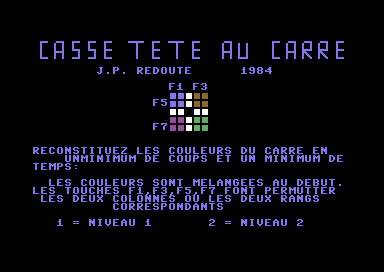 CASSE TETE AU CARRE
J.P. REDOUTE 1984
F1 F3
F5
F7
RECONSTITUEZ LES COULEURS DU CARRE EN
UNMINIMUM DE COUPS ET UN MINIMUM DE
TEMPS:
LES COULEURS SONT MELANGEES AU DEBUT.
LES TOUCHES F1,F3,F5,F7 FONT PERMUTTER
LES DEUX COLONNES OU LES DEUX RANGS
CORRESPONDANTS
1 = NIVEAU 1 2 = NIVEAU 2